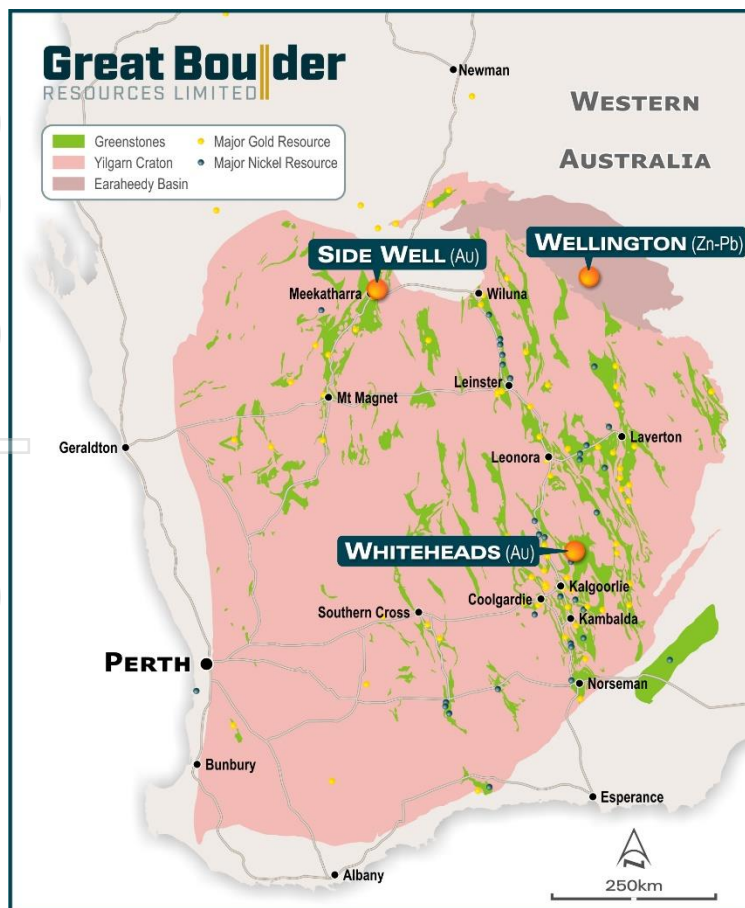 Great Boulder
RESOURCES LIMITED
Greenstones
Yilgarn Craton
Earaheedy Basin
Major Gold Resource
Major Nickel Resource
Newman
WESTERN
AUSTRALIA
SIDE WELL (Au)
WELLINGTON (Zn-Pb)
Meekatharra
Wiluna
Leinster
Mt Magnet
Geraldton
Laverton
Leonora
WHITEHEADS (Au)
Kalgoorlie
Coolgardie
Southern Cross
Kambalda
PERTH
Norseman
Bunbury
Esperance
Albany
N
250km